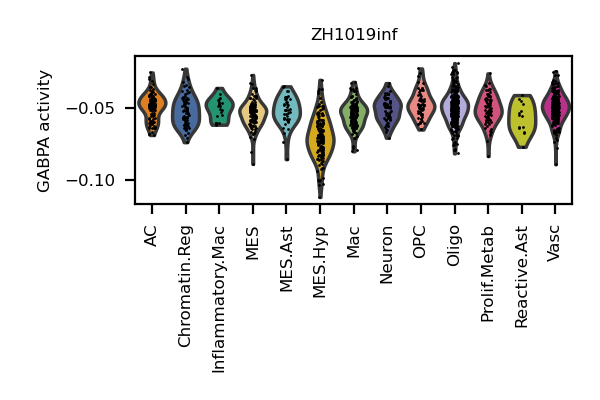 ZH1019inf
GABPA activity
−0.05
−0.10
AC
Chromatin.Reg
Inflammatory.Mac
MES
MES.Ast
MES.Hyp
Mac
Neuron
OPC
Oligo
Prolif.Metab
Reactive.Ast
Vasc